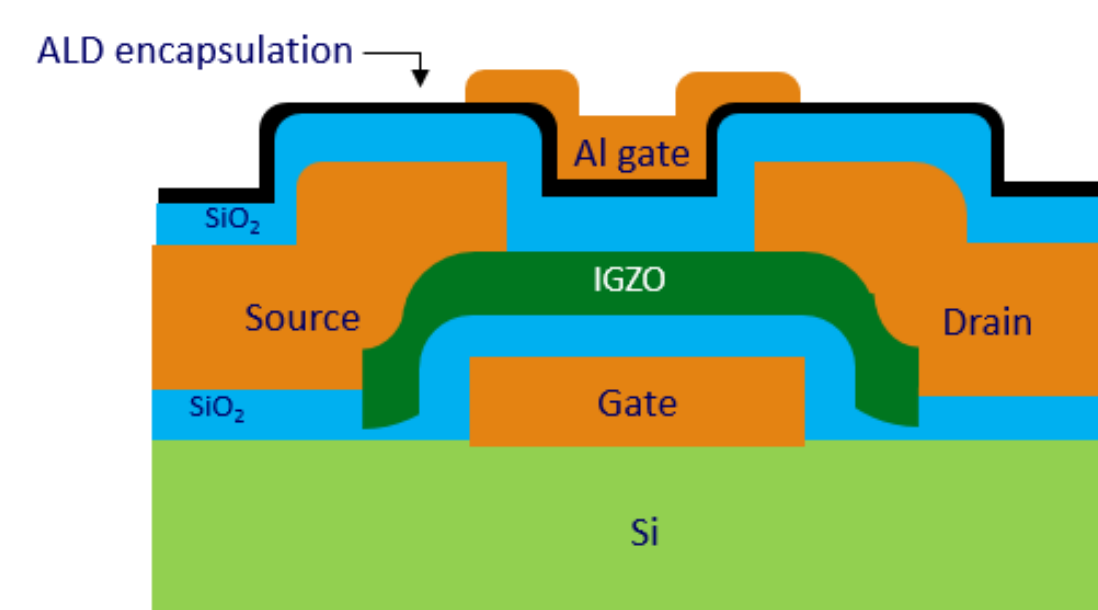 ALD encapsulation
Al gate
SiO₂
IGZO
Source
Drain
SiO₂
Gate
Si